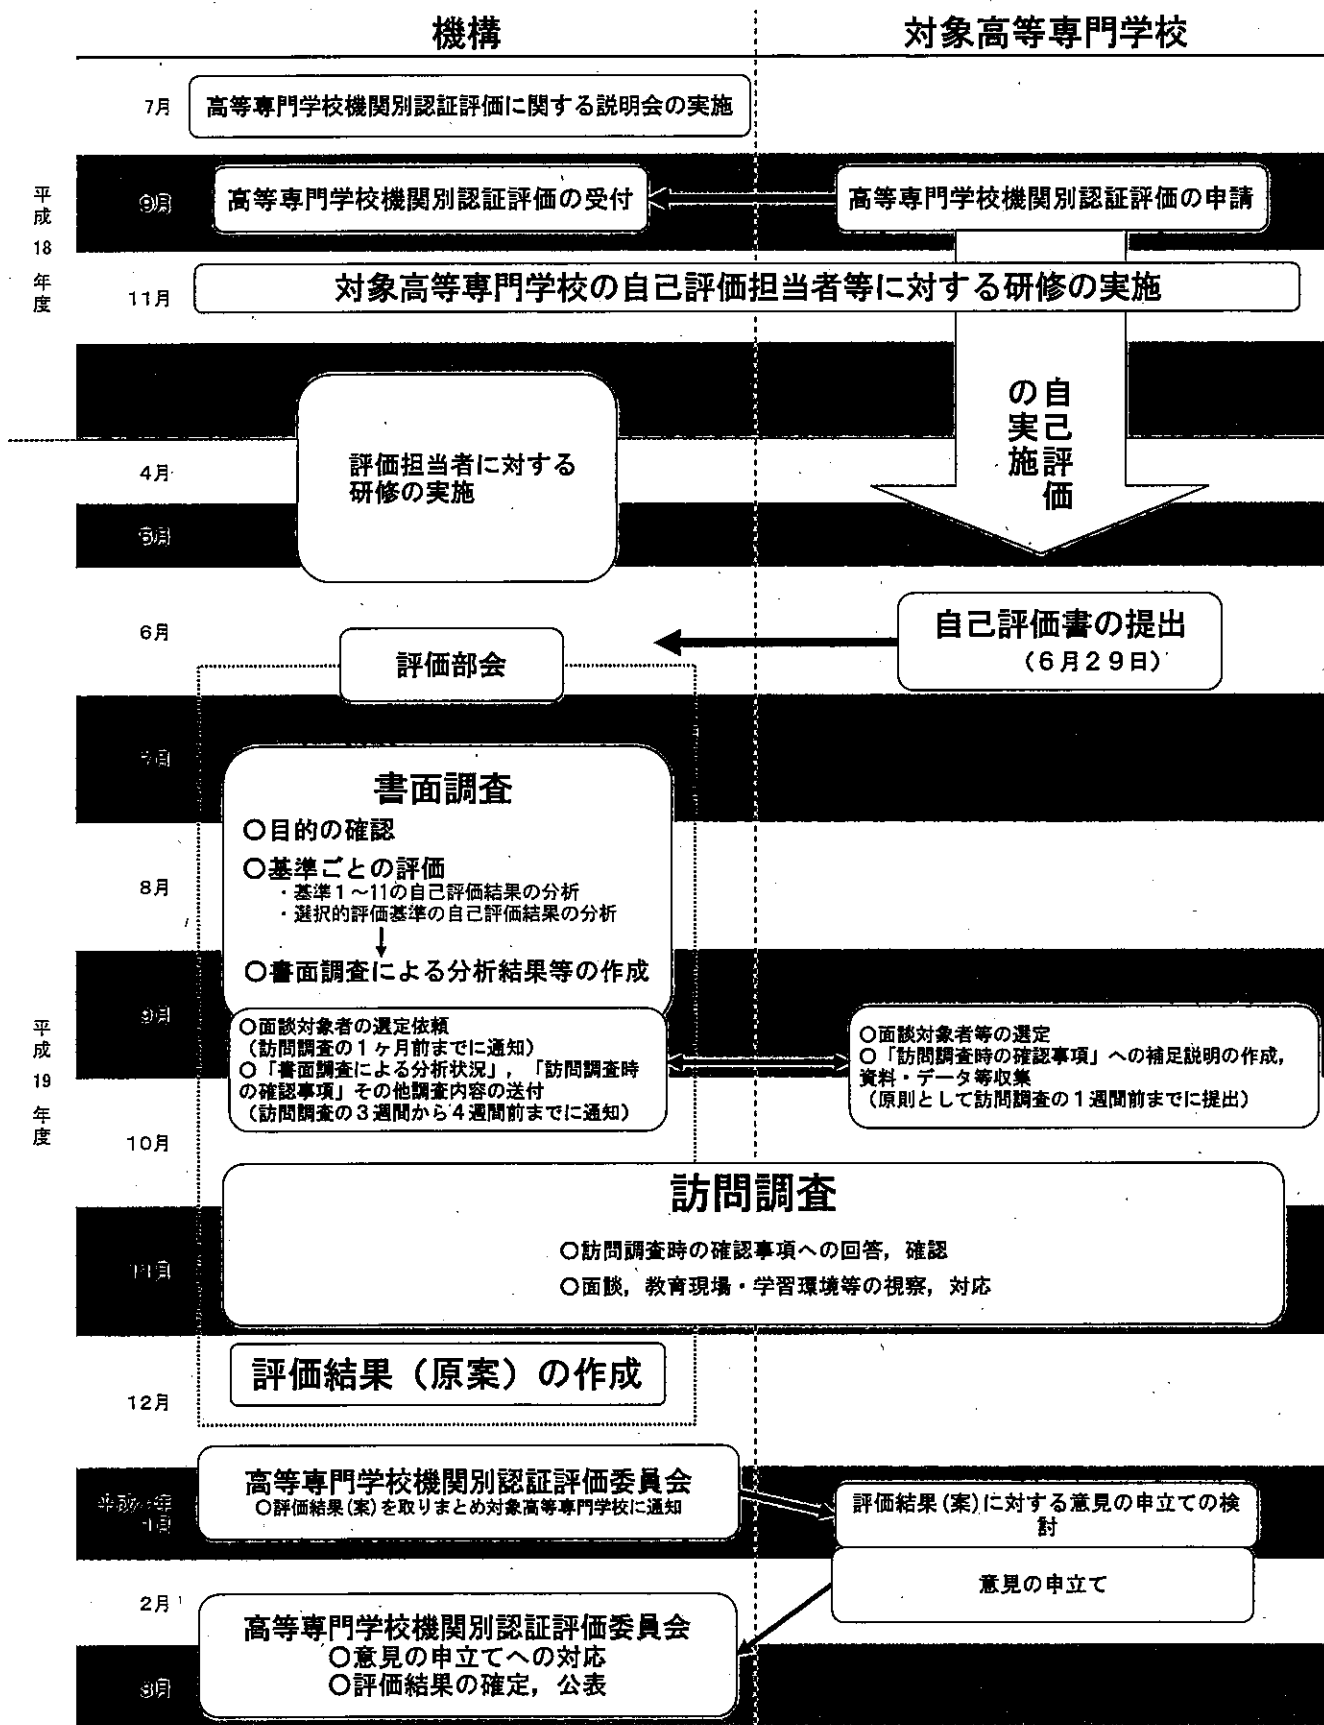 機構
対象高等専門学校
7月
高等専門学校機関別認証評価に関する説明会の実施
平成18年度
9月
高等専門学校機関別認証評価の受付
高等専門学校機関別認証評価の申請
11月
対象高等専門学校の自己評価担当者等に対する研修の実施
自己評価
の実施
4月
評価担当者に対する
研修の実施
5月
6月
自己評価書の提出
(6月29日)
評価部会
7月
書面調査
〇目的の確認
〇基準ごとの評価
・基準1~11の自己評価結果の分析
・選択的評価基準の自己評価結果の分析
8月
〇書面調査による分析結果等の作成
平成19年度
9月
〇面談対象者の選定依頼
(訪問調査の1ヶ月前までに通知)
〇「書面調査による分析状況」,「訪問調査時
の確認事項」その他調査内容の送付
(訪問調査の3週間から4週間前までに通知)
〇面談対象者等の選定
〇「訪問調査時の確認事項」への補足説明の作成,
資料・データ等収集
(原則として訪問調査の1週間前までに提出)
10月
訪問調査
〇訪問調査時の確認事項への回答,確認
〇面談,教育現場・学習環境等の視察,対応
11月
評価結果(原案)の作成
12月
高等専門学校機関別認証評価委員会
〇評価結果(案)を取りまとめ対象高等専門学校に通知
1月
評価結果(案)に対する意見の申立ての検
討
意見の申立て
2月
高等専門学校機関別認証評価委員会
〇意見の申立てへの対応
〇評価結果の確定,公表
3月